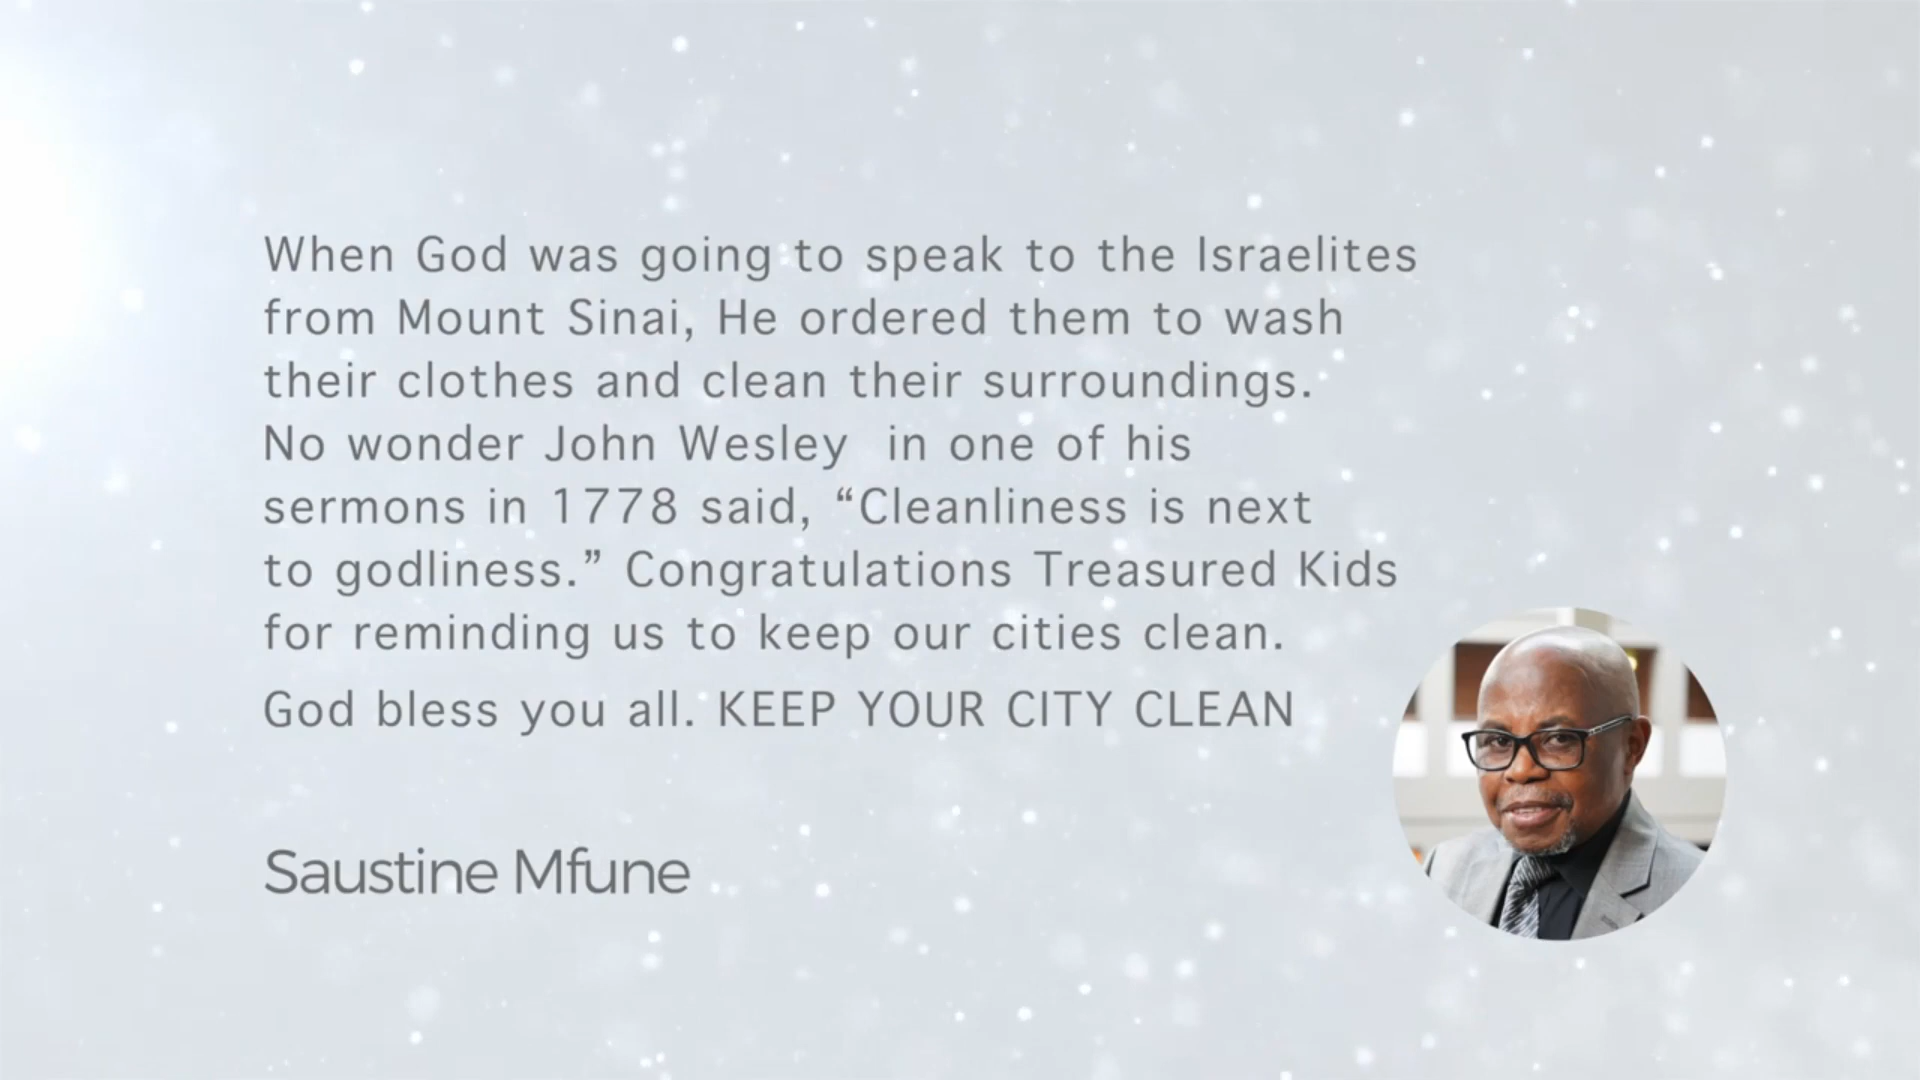 When God was going to speak to the Israelites
from Mount Sinai, He ordered them to wash
their clothes and clean their surroundings.
No wonder John Wesley  in one of his
sermons in 1778 said, “Cleanliness is next
to godliness.” Congratulations Treasured Kids
for reminding us to keep our cities clean.
God bless you all. KEEP YOUR CITY CLEAN
Saustine Mfune